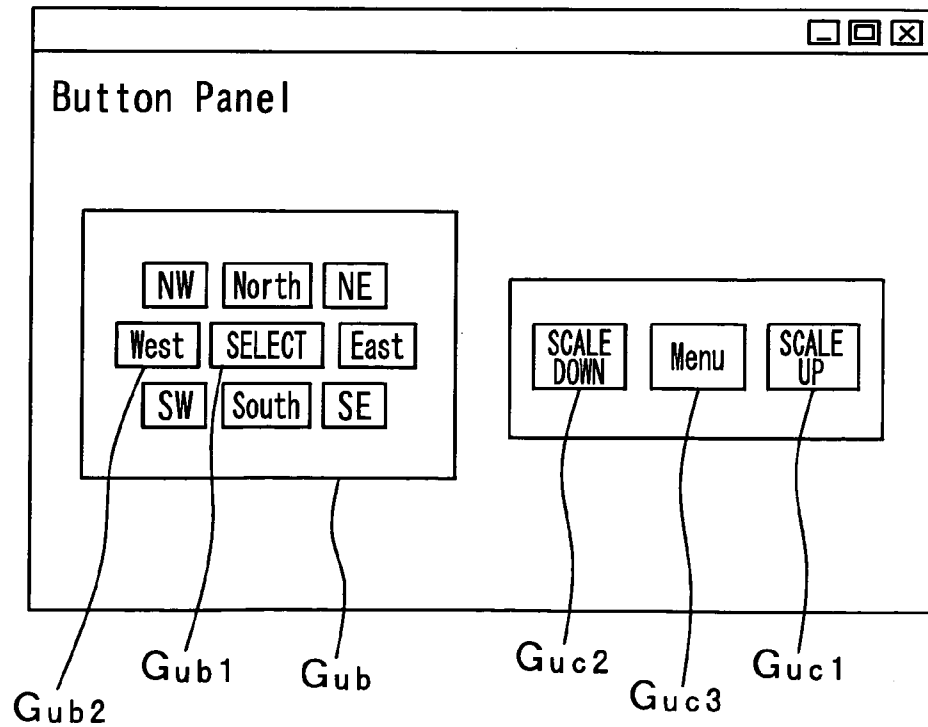 Button Panel
NW North NE
West SELECT East
SW South SE
SCALE
DOWN
Menu
SCALE
UP
Gub2
Gub1
Gub
Guc2
Guc3
Guc1